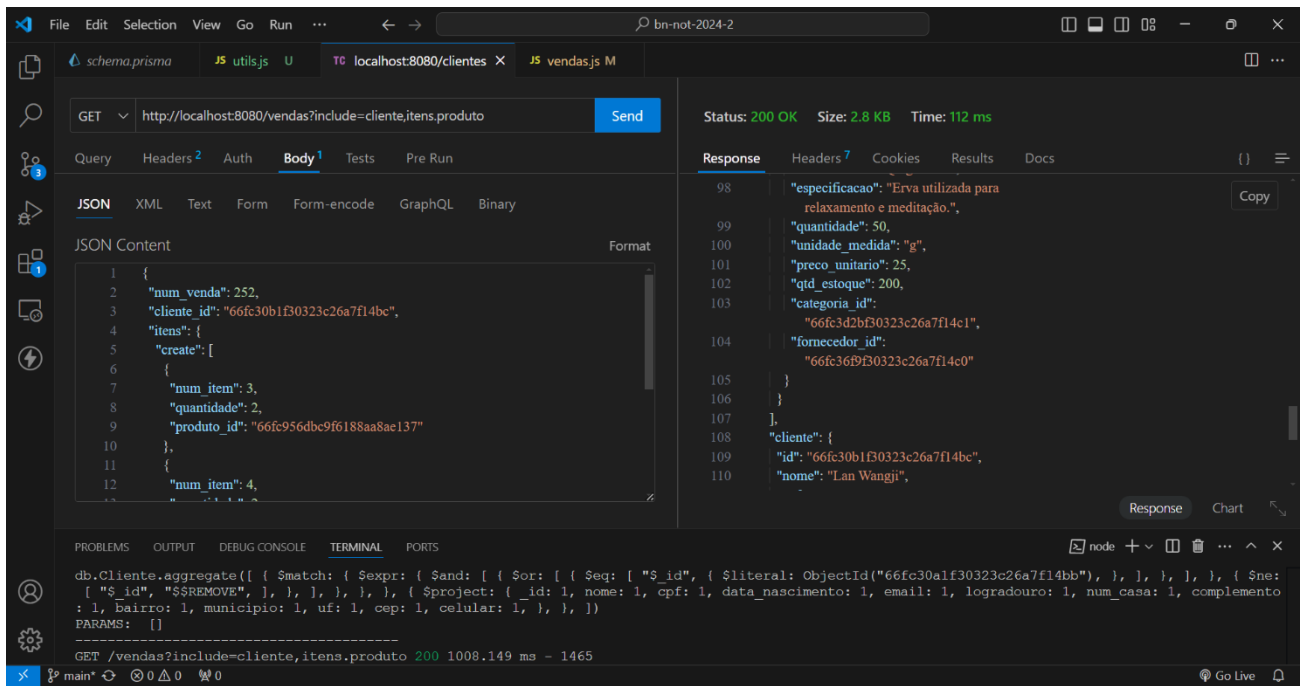 File Edit Selection View Go Run ··· bn-not-2024-2
schema.prisma JS utils.js U TC localhost:8080/clientes JS vendas.js M
GET http://localhost:8080/vendas?include=cliente,itens.produto Send
Status: 200 OK Size: 2.8 KB Time: 112 ms
Query Headers 2 Auth Body 1 Tests Pre Run
Response Headers 7 Cookies Results Docs {}
JSON XML Text Form Form-encode GraphQL Binary
JSON Content Format
1 {
2 "num_venda": 252,
3 "cliente_id": "66fc30b1f30323c26a7f14bc",
4 "itens": {
5 "create": [
6 {
7 "num_item": 3,
8 "quantidade": 2,
9 "produto_id": "66fc956dbc9f6188aa8ae137"
10 },
11 {
12 "num_item": 4,
98 "especificacao": "Erva utilizada para
relaxamento e meditação.",
99 "quantidade": 50,
100 "unidade_medida": "g",
101 "preco_unitario": 25,
102 "qtd_estoque": 200,
103 "categoria_id":
"66fc3d2bf30323c26a7f14c1",
104 "fornecedor_id":
"66fc36f9f30323c26a7f14c0"
105 }
106 }
107 ],
108 "cliente": {
109 "id": "66fc30b1f30323c26a7f14bc",
110 "nome": "Lan Wangji",
Copy
Response Chart
3
1
PROBLEMS OUTPUT DEBUG CONSOLE TERMINAL PORTS node
db.Cliente.aggregate([ { $match: { $expr: { $and: [ { $or: [ { $eq: [ "$_id", { $literal: ObjectId("66fc30a1f30323c26a7f14bb"), }, ], }, ], }, { $ne:
[ "$_id", "$$REMOVE", ], }, ], }, }, }, { $project: { _id: 1, nome: 1, cpf: 1, data_nascimento: 1, email: 1, logradouro: 1, num_casa: 1, complemento
: 1, bairro: 1, municipio: 1, uf: 1, cep: 1, celular: 1, }, }, ])
PARAMS: []
----------------------------------------
GET /vendas?include=cliente,itens.produto 200 1008.149 ms - 1465
main* 0 0 0 Go Live